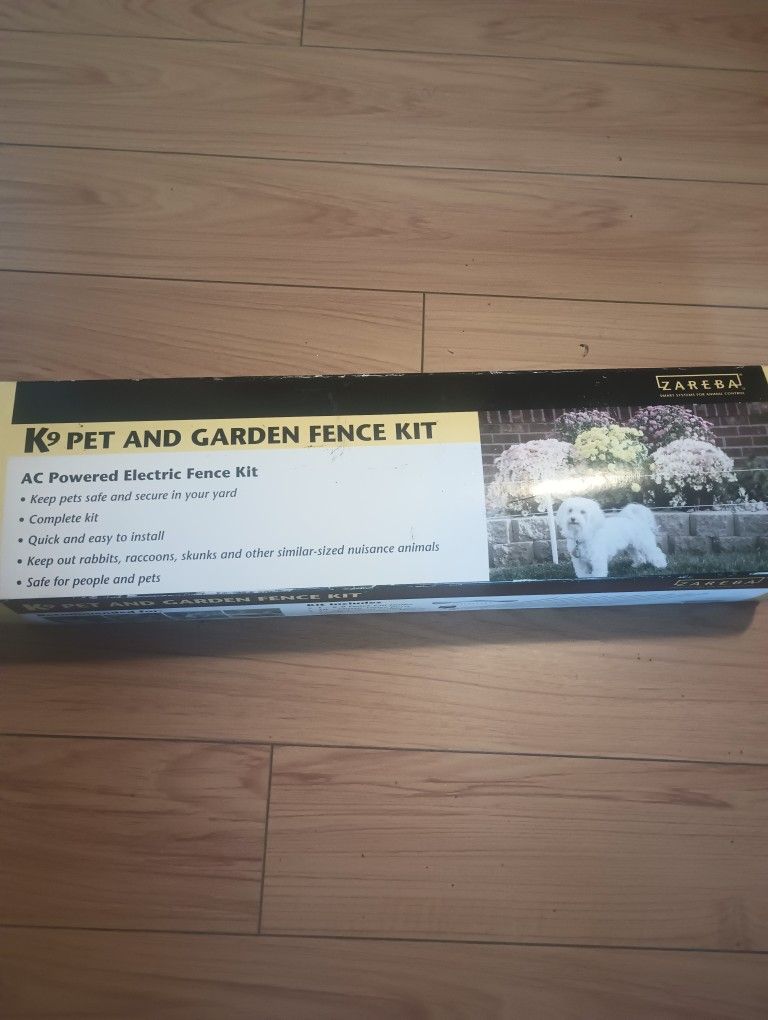 ZAREBA
SMART SYSTEMS FOR ANIMAL CONTROL
K9 PET AND GARDEN FENCE KIT
AC Powered Electric Fence Kit
• Keep pets safe and secure in your yard
• Complete kit
• Quick and easy to install
• Keep out rabbits, raccoons, skunks and other similar-sized nuisance animals
• Safe for people and pets
ZAREBA
K9 PET AND GARDEN FENCE KIT
Kit Includes